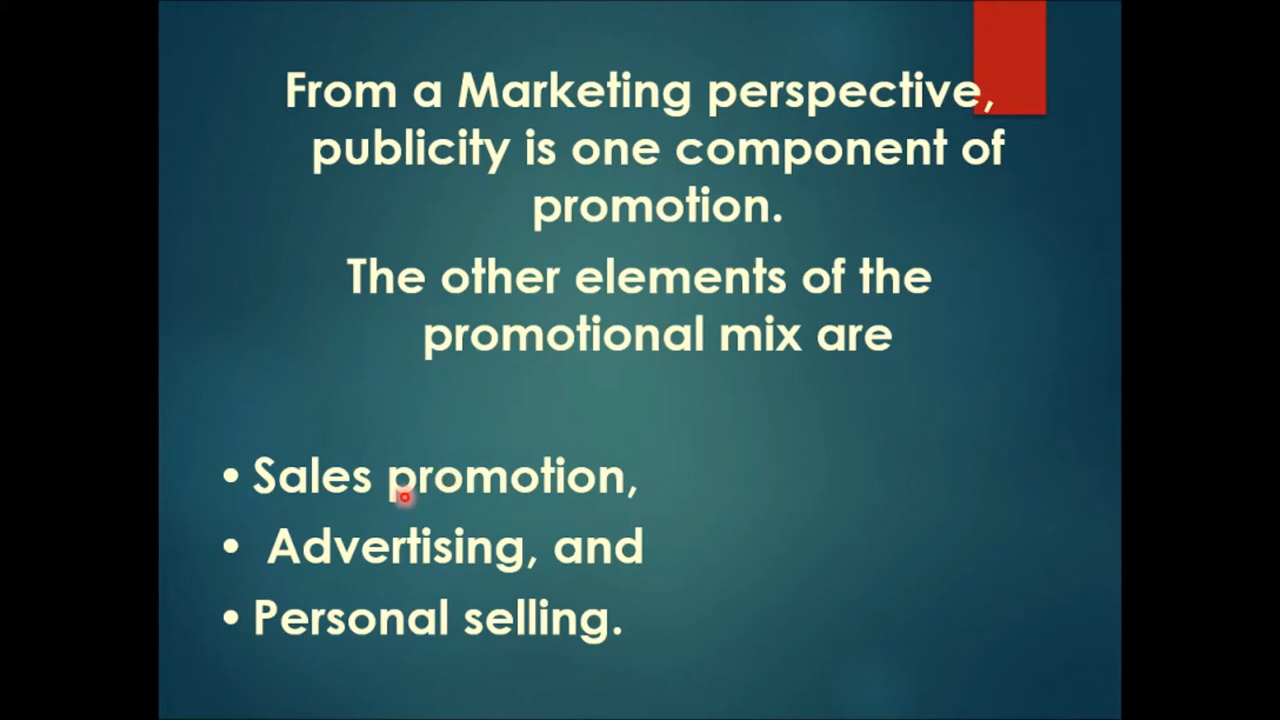 From a Marketing perspective,
publicity is one component of
promotion.
The other elements of the
promotional mix are
• Sales promotion,
• Advertising, and
• Personal selling.